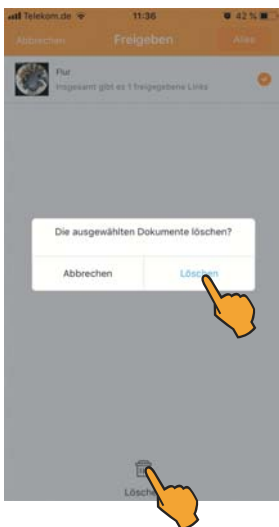 Telekom.de 11:36 42 %
Abbrechen Freigeben Alles
Flur
Insgesamt gibt es 1 freigegebene Links
Die ausgewählten Dokumente löschen?
Abbrechen Löschen
Löschen